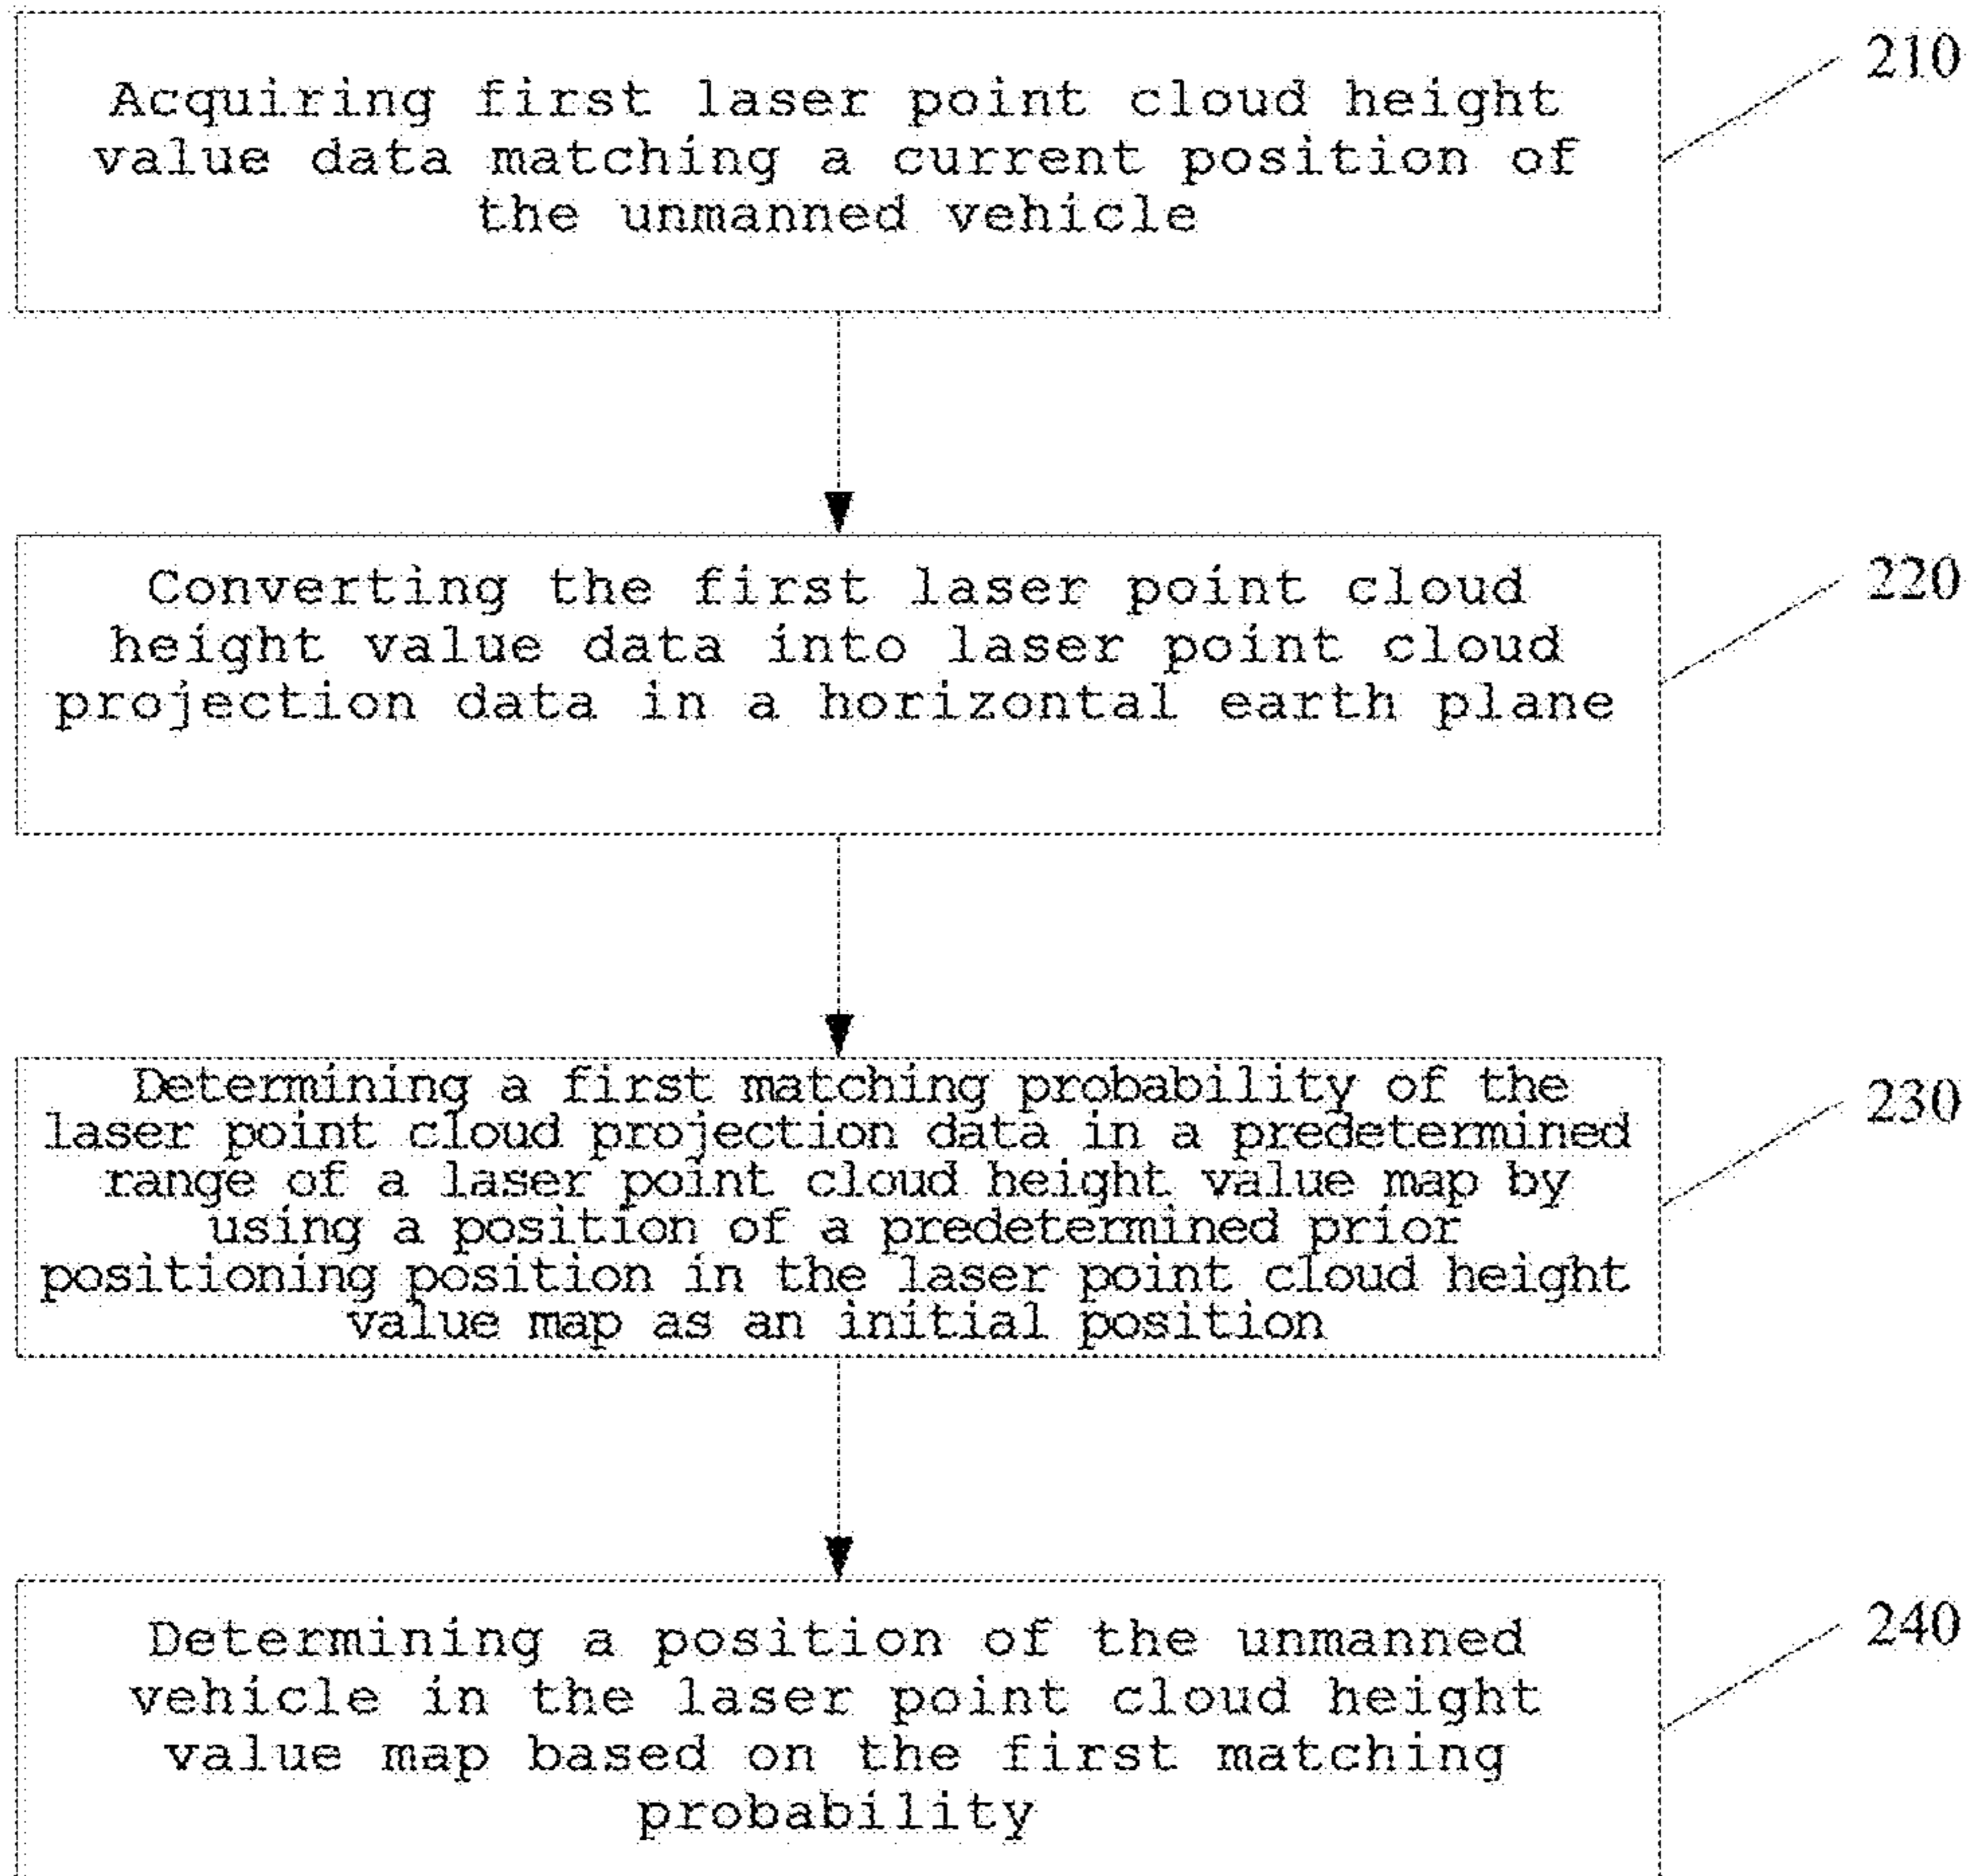 Acquiring first laser point cloud height
value data matching a current position of
the unmanned vehicle
210
Converting the first laser point cloud
height value data into laser point cloud
projection data in a horizontal earth plane
220
Determining a first matching probability of the
laser point cloud projection data in a predetermined
range of a laser point cloud height value map by
using a position of a predetermined prior
positioning position in the laser point cloud height
value map as an initial position
230
Determining a position of the unmanned
vehicle in the laser point cloud height
value map based on the first matching
probability
240